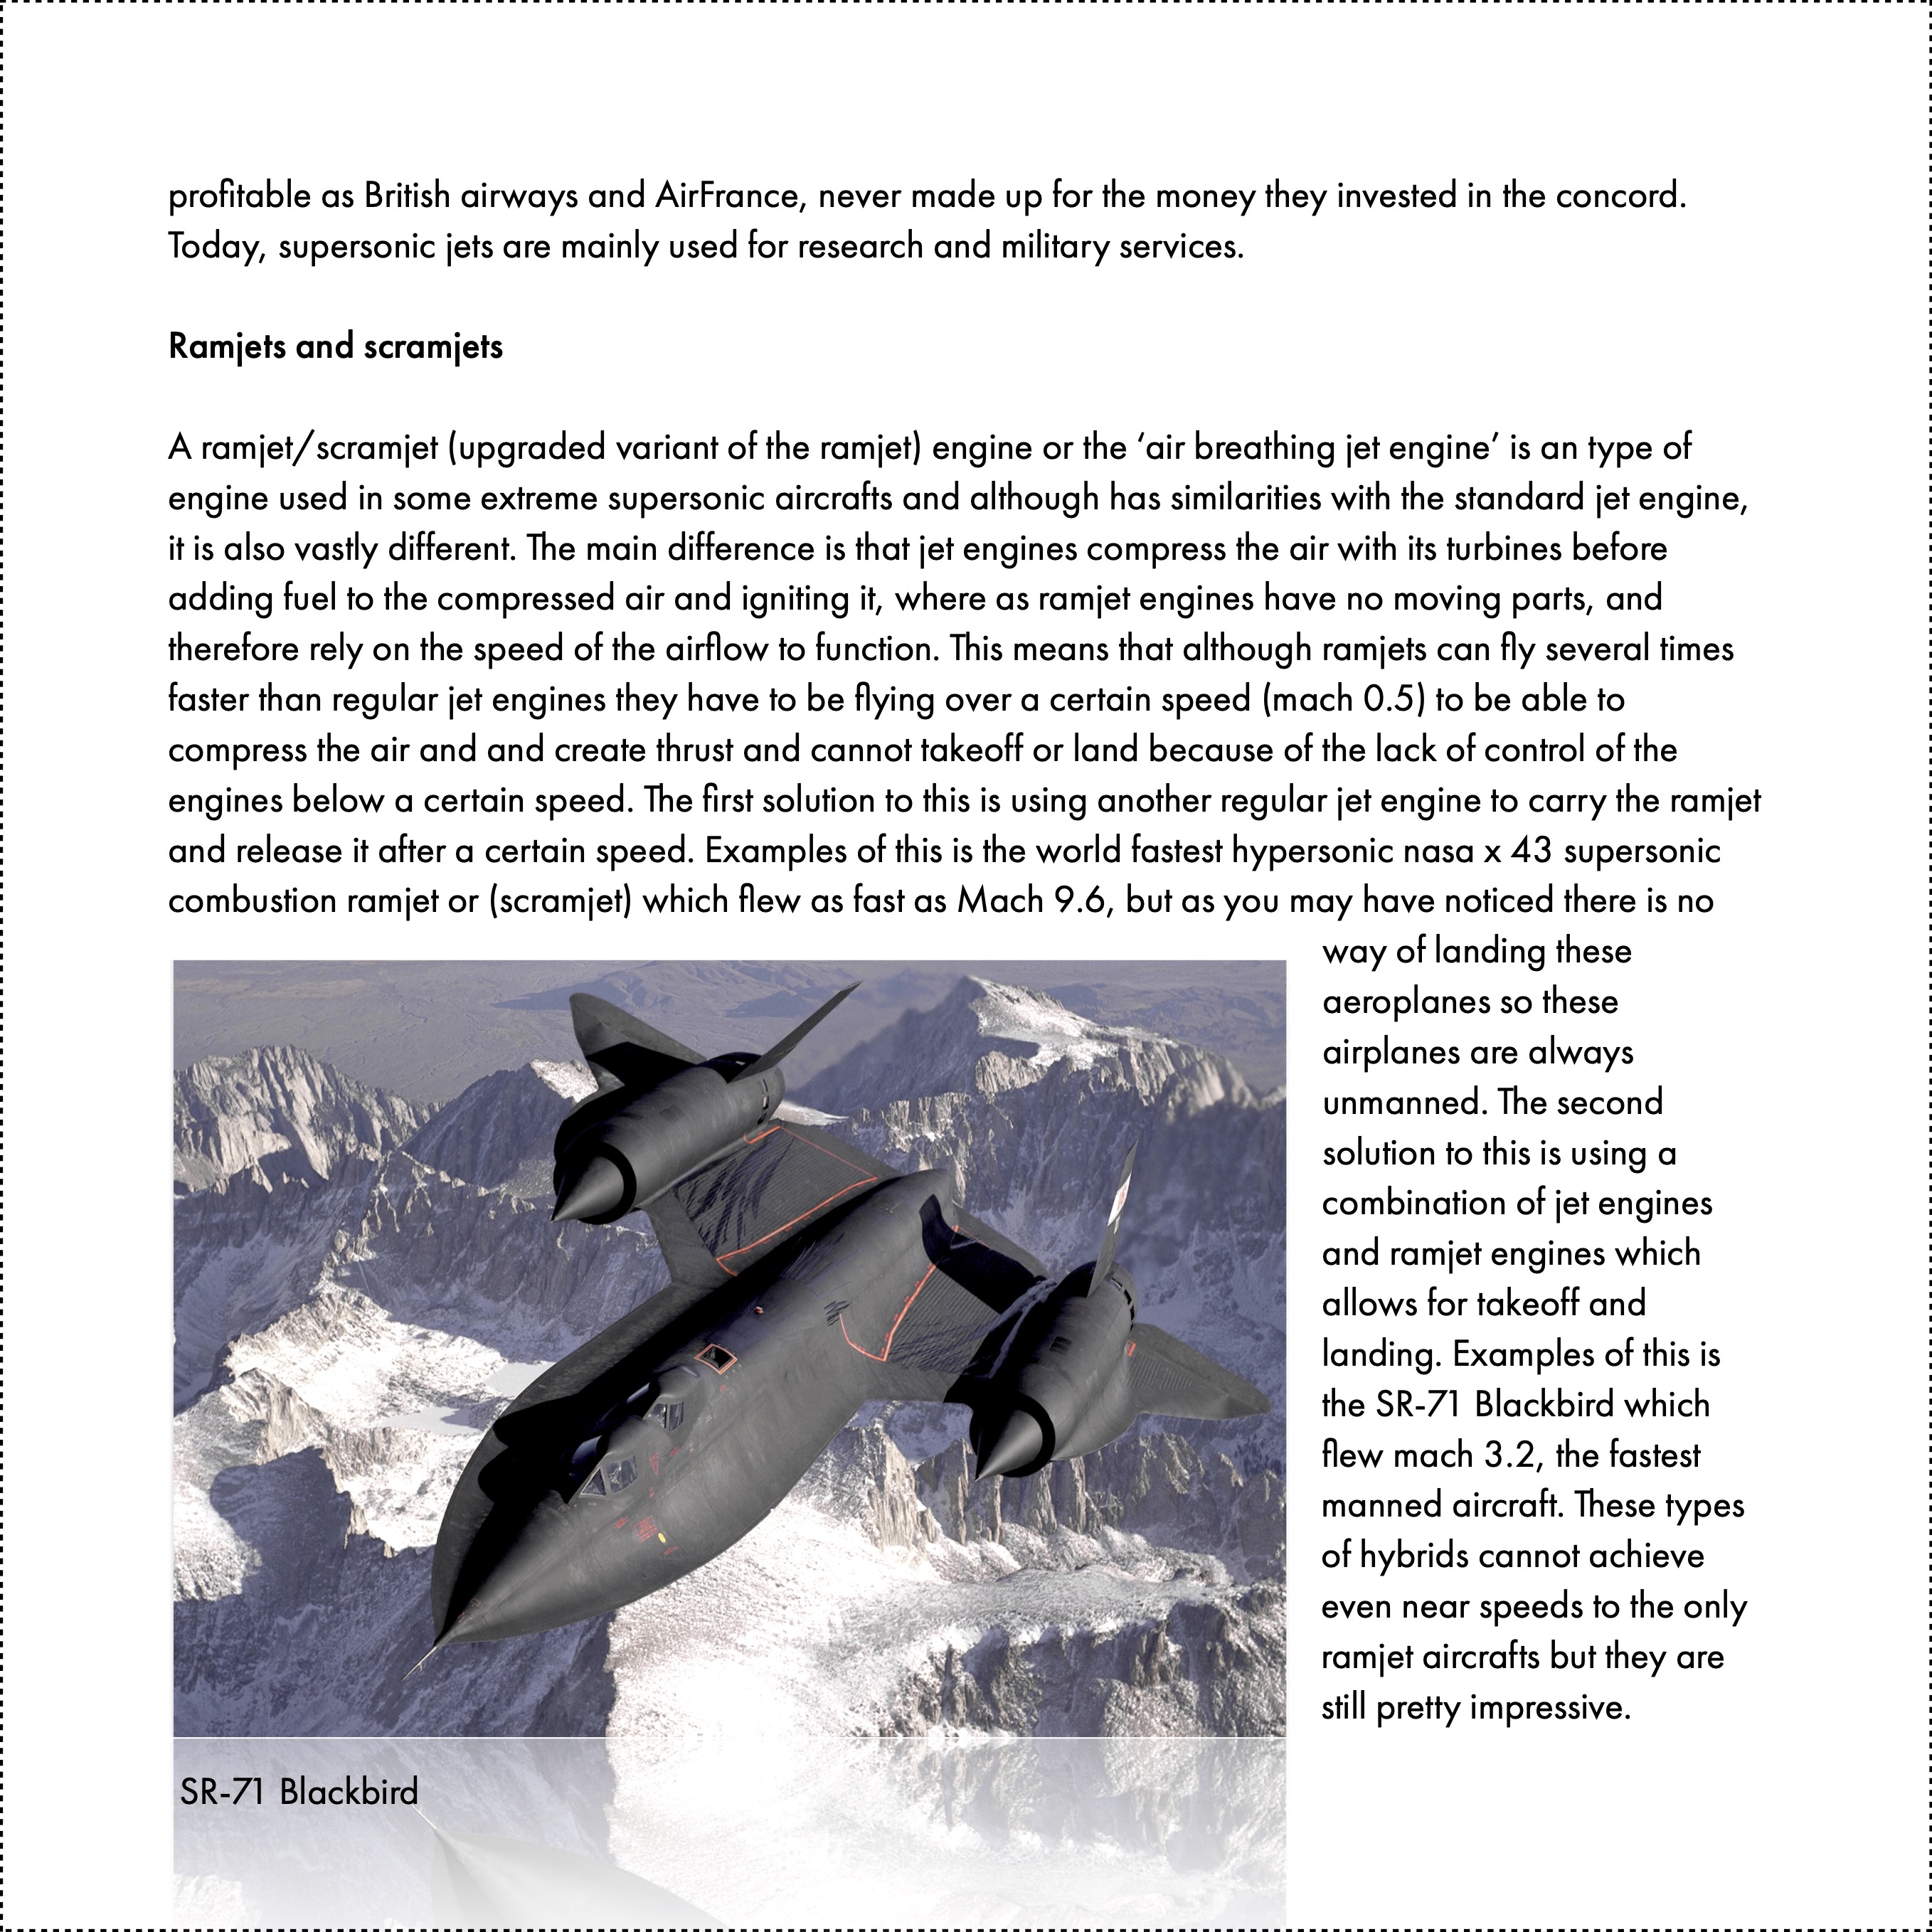 profitable as British airways and AirFrance, never made up for the money they invested in the concord.
Today, supersonic jets are mainly used for research and military services.
Ramjets and scramjets
A ramjet/scramjet (upgraded variant of the ramjet) engine or the ‘air breathing jet engine’ is an type of
engine used in some extreme supersonic aircrafts and although has similarities with the standard jet engine,
it is also vastly different. The main difference is that jet engines compress the air with its turbines before
adding fuel to the compressed air and igniting it, where as ramjet engines have no moving parts, and
therefore rely on the speed of the airflow to function. This means that although ramjets can fly several times
faster than regular jet engines they have to be flying over a certain speed (mach 0.5) to be able to
compress the air and and create thrust and cannot takeoff or land because of the lack of control of the
engines below a certain speed. The first solution to this is using another regular jet engine to carry the ramjet
and release it after a certain speed. Examples of this is the world fastest hypersonic nasa x 43 supersonic
combustion ramjet or (scramjet) which flew as fast as Mach 9.6, but as you may have noticed there is no
way of landing these
aeroplanes so these
airplanes are always
unmanned. The second
solution to this is using a
combination of jet engines
and ramjet engines which
allows for takeoff and
landing. Examples of this is
the SR-71 Blackbird which
flew mach 3.2, the fastest
manned aircraft. These types
of hybrids cannot achieve
even near speeds to the only
ramjet aircrafts but they are
still pretty impressive.
SR-71 Blackbird